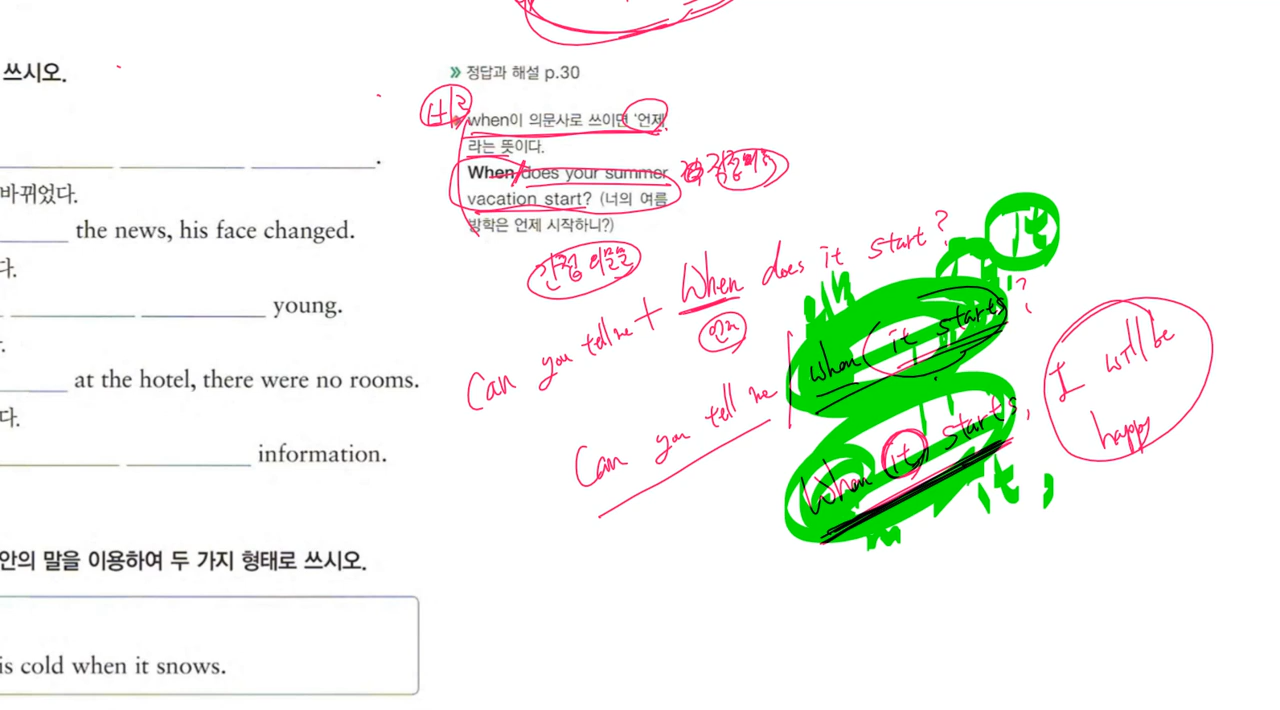 쓰시오.
.
바뀌었다.
the news, his face changed.
다.
young.
at the hotel, there were no rooms.
다.
information.
안의 말을 이용하여 두 가지 형태로 쓰시오.
is cold when it snows.
» 정답과 해설 p.30
when이 의문사로 쓰이면 '언제'
라는 뜻이다.
When does your summer
vacation start? (너의 여름
방학은 언제 시작하니?)
직접의문
간접의문문
Can you tell me + When does it start?
언제
Can you tell me when it starts?
it
When it starts, I will be
happy
it,